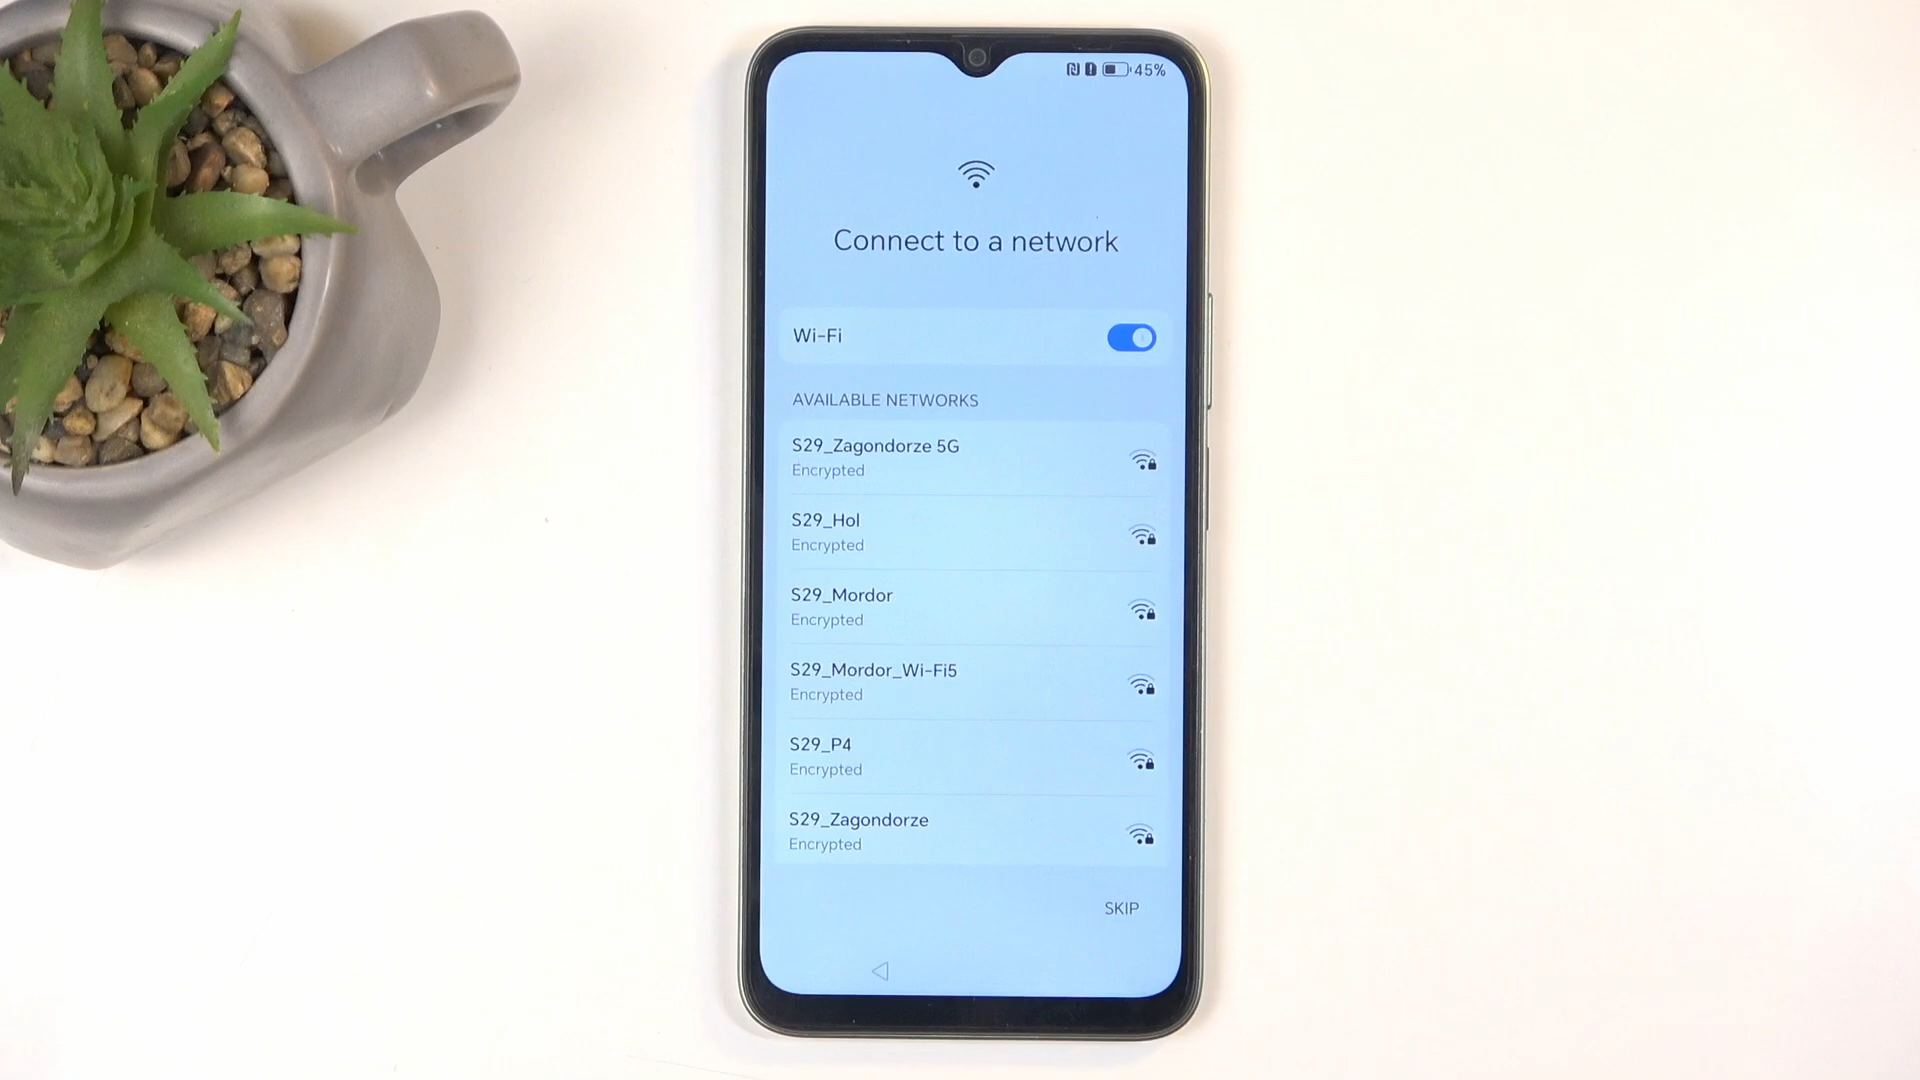 45%
Connect to a network
Wi-Fi
AVAILABLE NETWORKS
S29_Zagondorze 5G
Encrypted
S29_Hol
Encrypted
S29_Mordor
Encrypted
S29_Mordor_Wi-Fi5
Encrypted
S29_P4
Encrypted
S29_Zagondorze
Encrypted
SKIP